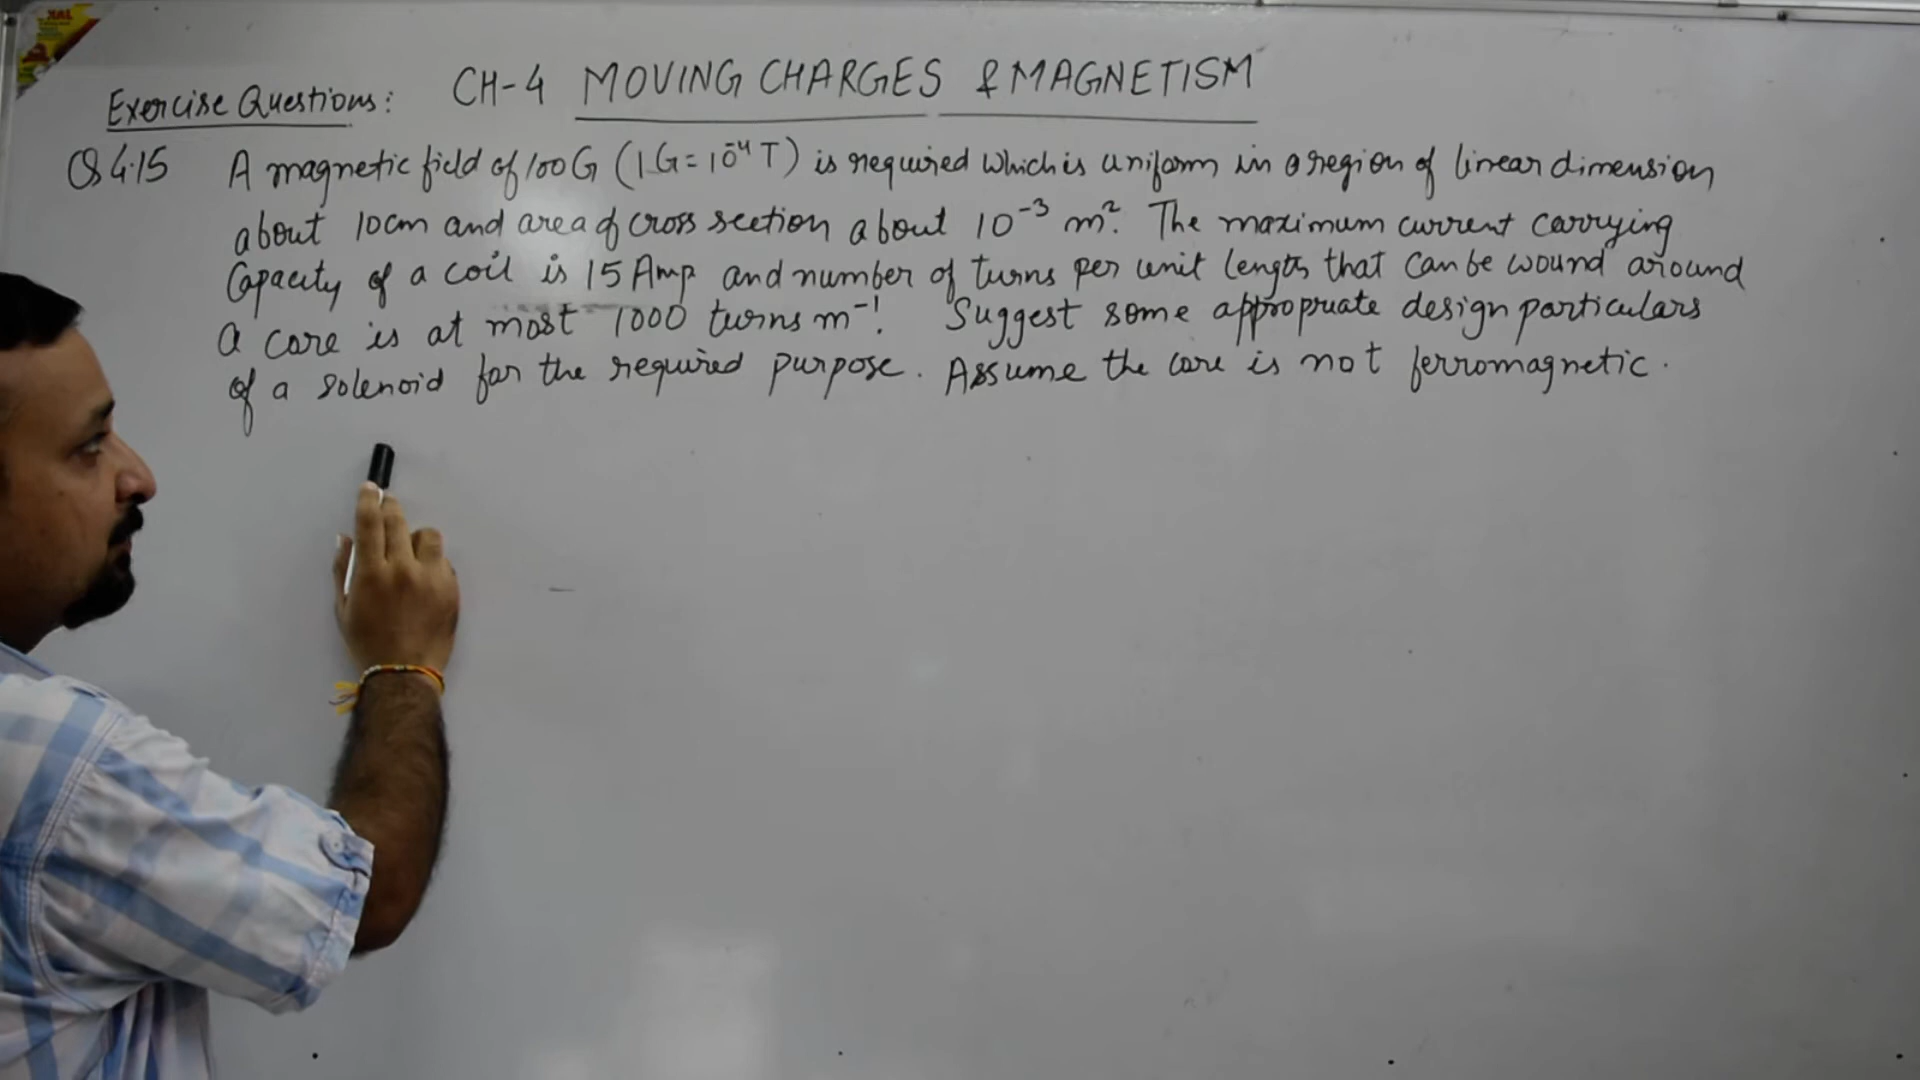 CH-4 MOVING CHARGES & MAGNETISM
Exercise Questions:
Q 4.15 A magnetic field of 100G (1G = 10⁻⁴ T) is required which is uniform in a region of linear dimension
about 10cm and area of cross section about 10⁻³ m². The maximum current carrying
Capacity of a coil is 15 Amp and number of turns per unit length that can be wound around
a core is at most 1000 turns m⁻¹. Suggest some appropriate design particulars
of a solenoid for the required purpose. Assume the core is not ferromagnetic.